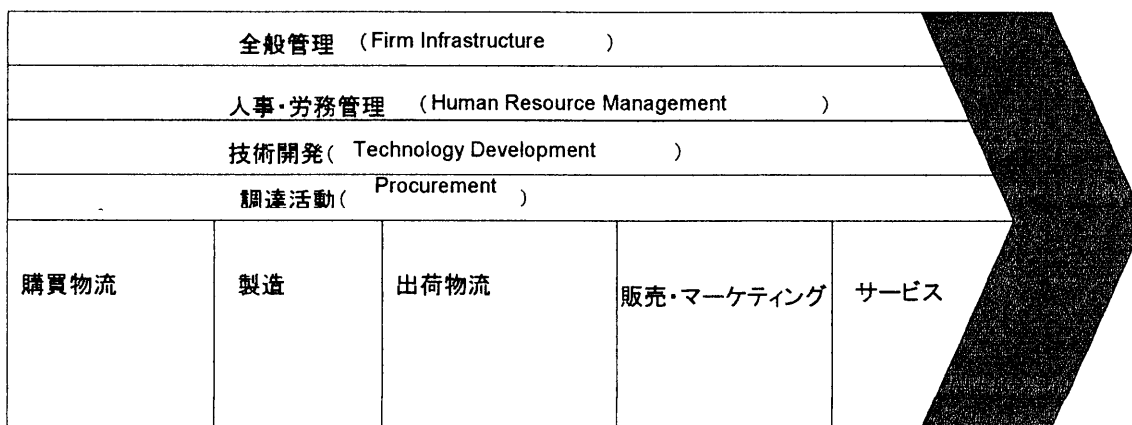 全般管理 （Firm Infrastructure ）
人事・労務管理 （Human Resource Management ）
技術開発（ Technology Development ）
調達活動（ Procurement ）
購買物流
製造
出荷物流
販売・マーケティング
サービス